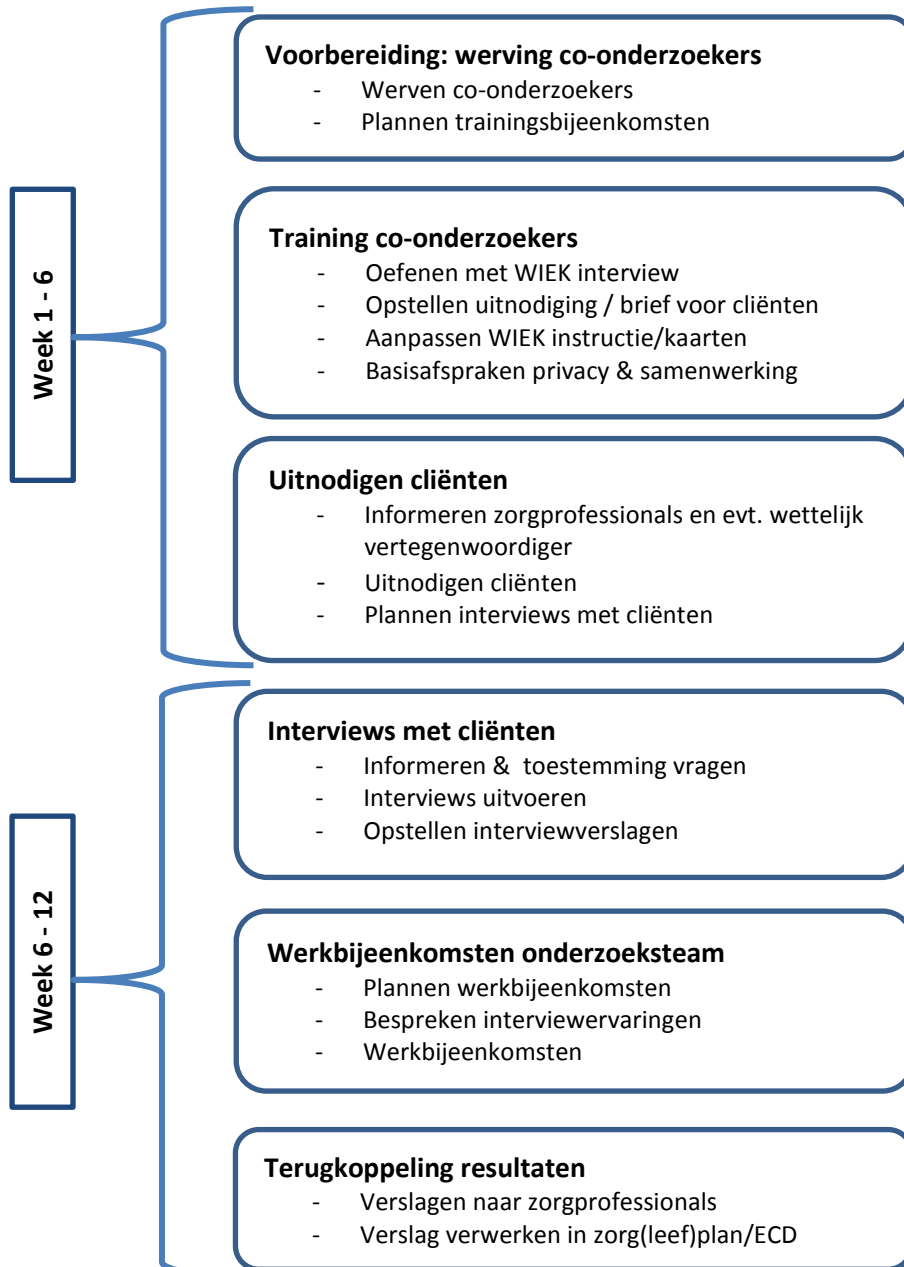 Voorbereiding: werving co-onderzoekers
- Werven co-onderzoekers
- Plannen trainingsbijeenkomsten
Week 1 - 6
Training co-onderzoekers
- Oefenen met WIEK interview
- Opstellen uitnodiging / brief voor cliënten
- Aanpassen WIEK instructie/kaarten
- Basisafspraken privacy & samenwerking
Uitnodigen cliënten
- Informeren zorgprofessionals en evt. wettelijk
vertegenwoordiger
- Uitnodigen cliënten
- Plannen interviews met cliënten
Interviews met cliënten
- Informeren & toestemming vragen
- Interviews uitvoeren
- Opstellen interviewverslagen
Week 6 - 12
Werkbijeenkomsten onderzoeksteam
- Plannen werkbijeenkomsten
- Bespreken interviewervaringen
- Werkbijeenkomsten
Terugkoppeling resultaten
- Verslagen naar zorgprofessionals
- Verslag verwerken in zorg(leef)plan/ECD